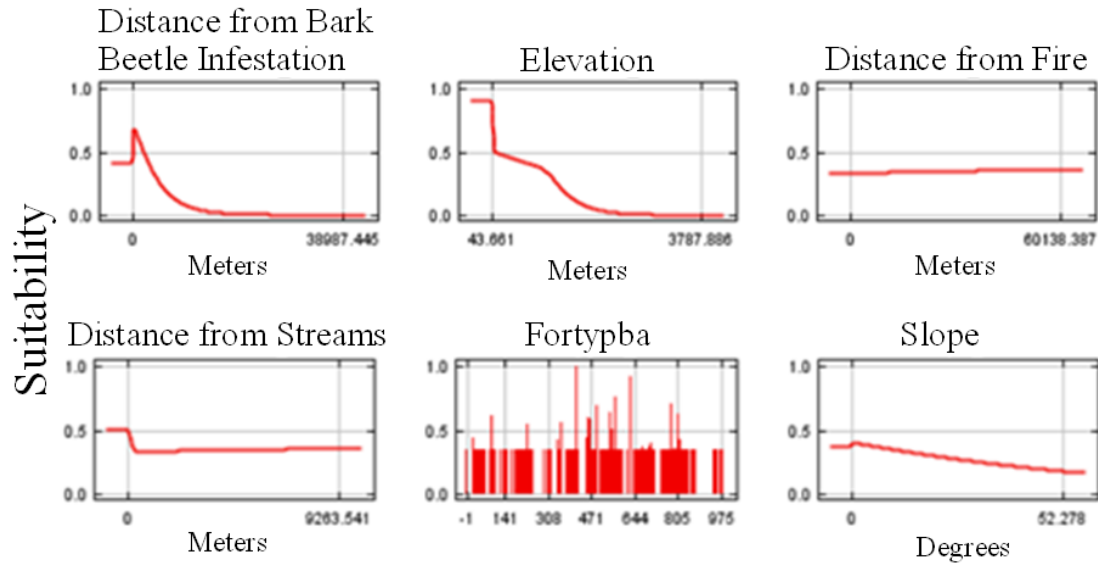 Distance from Bark
Beetle Infestation
Elevation
Distance from Fire
1.0
0.5
0.0
0
38987.445
Meters
1.0
0.5
0.0
43.661
3787.886
Meters
1.0
0.5
0.0
0
60138.387
Meters
Suitability
Distance from Streams
Fortypba
Slope
1.0
0.5
0.0
0
9263.541
Meters
1.0
0.5
0.0
-1
141
308
471
644
805
975
1.0
0.5
0.0
0
52.278
Degrees